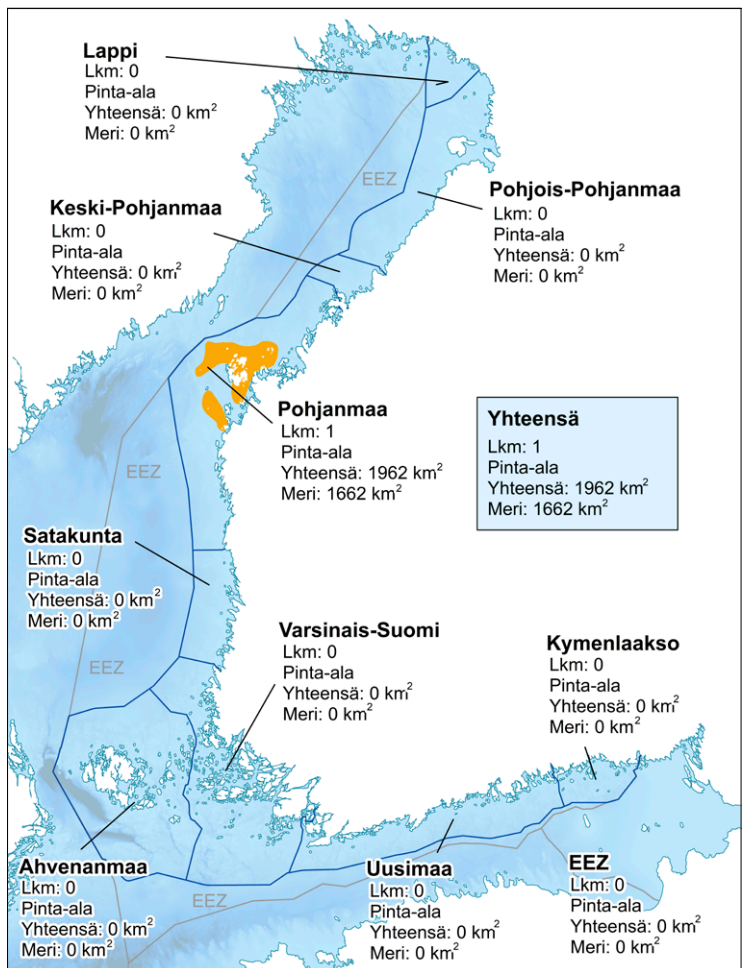 Lappi
Lkm: 0
Pinta-ala
Yhteensä: 0 km²
Meri: 0 km²
EEZ
Pohjois-Pohjanmaa
Lkm: 0
Pinta-ala
Yhteensä: 0 km²
Meri: 0 km²
Keski-Pohjanmaa
Lkm: 0
Pinta-ala
Yhteensä: 0 km²
Meri: 0 km²
Pohjanmaa
Lkm: 1
Pinta-ala
Yhteensä: 1962 km²
Meri: 1662 km²
Yhteensä
Lkm: 1
Pinta-ala
Yhteensä: 1962 km²
Meri: 1662 km²
EEZ
Satakunta
Lkm: 0
Pinta-ala
Yhteensä: 0 km²
Meri: 0 km²
EEZ
Varsinais-Suomi
Lkm: 0
Pinta-ala
Yhteensä: 0 km²
Meri: 0 km²
Kymenlaakso
Lkm: 0
Pinta-ala
Yhteensä: 0 km²
Meri: 0 km²
Ahvenanmaa
Lkm: 0
Pinta-ala
Yhteensä: 0 km²
Meri: 0 km²
EEZ
Uusimaa
Lkm: 0
Pinta-ala
Yhteensä: 0 km²
Meri: 0 km²
EEZ
Lkm: 0
Pinta-ala
Yhteensä: 0 km²
Meri: 0 km²